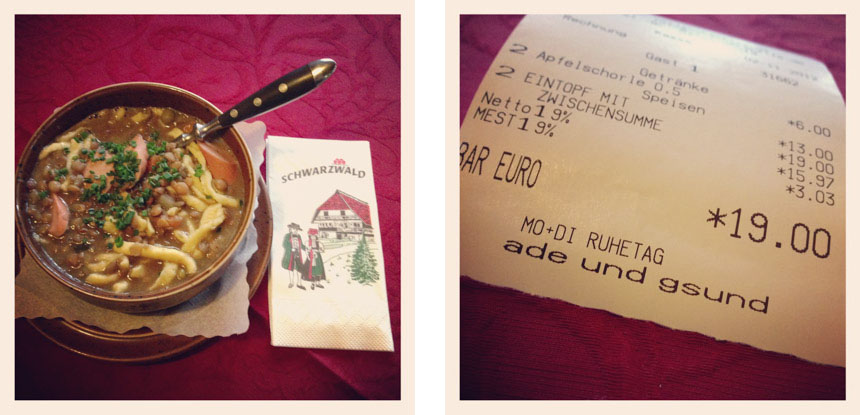 SCHWARZWALD
Rechnung
Gast 1
31662
Getränke
2 Apfelschorle 0.5 *6.00
Speisen
2 EINTOPF MIT *13.00
ZWISCHENSUMME *19.00
Netto19% *15.97
MEST19% *3.03
BAR EURO *19.00
MO+DI RUHETAG
ade und gsund